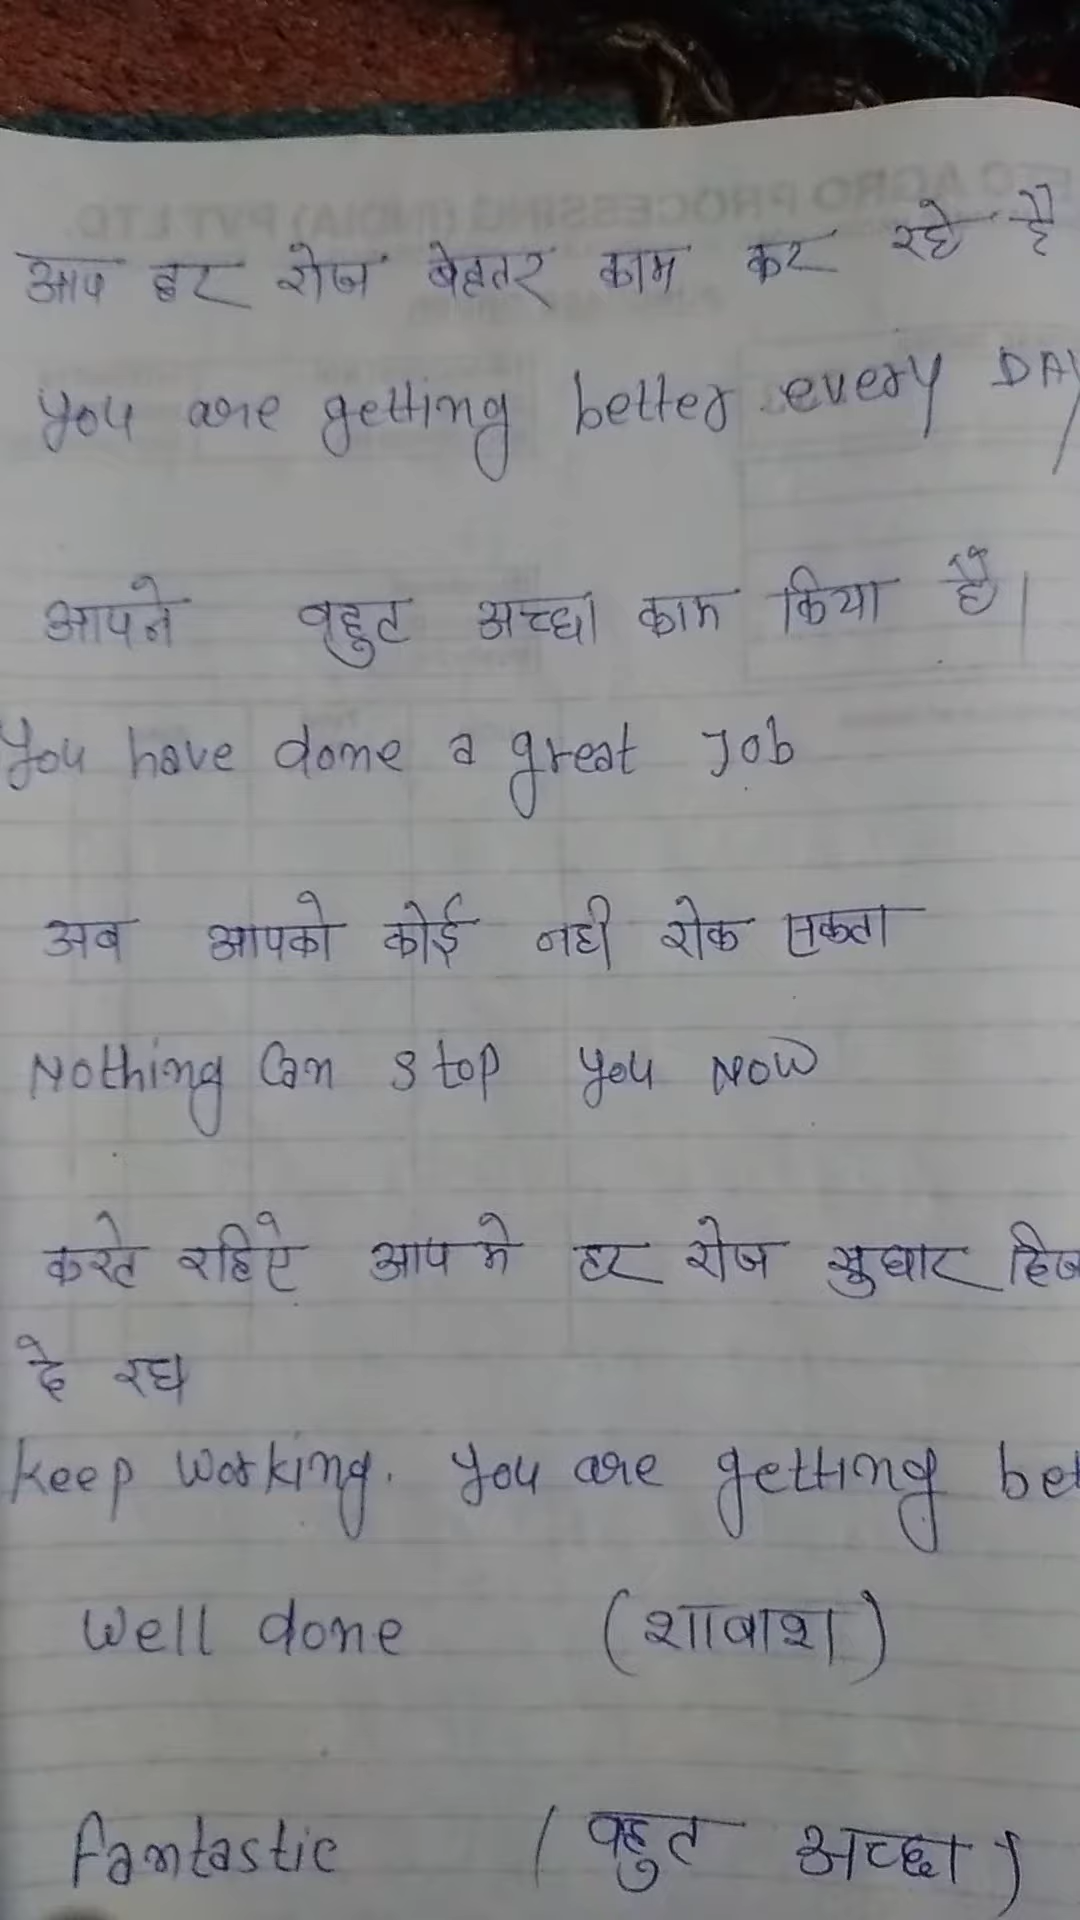 आप हर रोज बेहतर काम कर रहे है
you are getting better every DAY
आपने बहुट अच्छा काम किया है।
You have done a great Job
अब आपको कोई नही रोक सकता
Nothing Can stop you NOW
करते रहिऐ आप मे हर रोज सुधार
दे रघ
keep working. you are getting
well done (शाबाश)
fantastic (बहुत अच्छा)